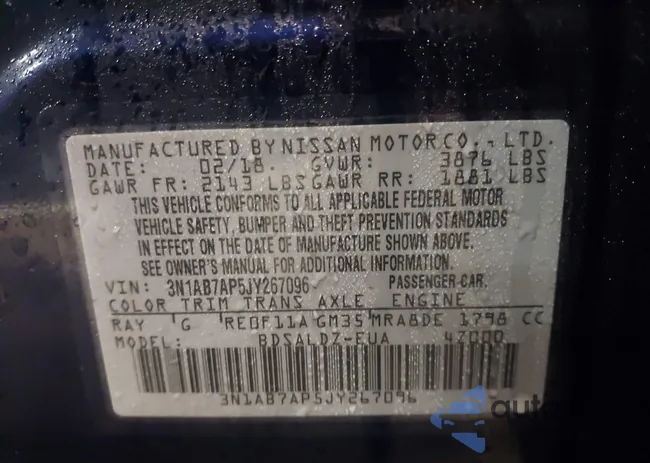 MANUFACTURED BY NISSAN MOTOR CO., LTD.
DATE: 02/18. GVWR: 3876 LBS
GAWR FR: 2143 LBS GAWR RR: 1881 LBS
THIS VEHICLE CONFORMS TO ALL APPLICABLE FEDERAL MOTOR
VEHICLE SAFETY, BUMPER AND THEFT PREVENTION STANDARDS
IN EFFECT ON THE DATE OF MANUFACTURE SHOWN ABOVE.
SEE OWNER'S MANUAL FOR ADDITIONAL INFORMATION.
VIN: 3N1AB7AP5JY267096 PASSENGER-CAR.
COLOR TRIM TRANS AXLE ENGINE
RAY G RE0F11A GM35 MRA8DE 1798 CC
MODEL: BDSALDZ-EUA 4Z000
3N1AB7AP5JY267096